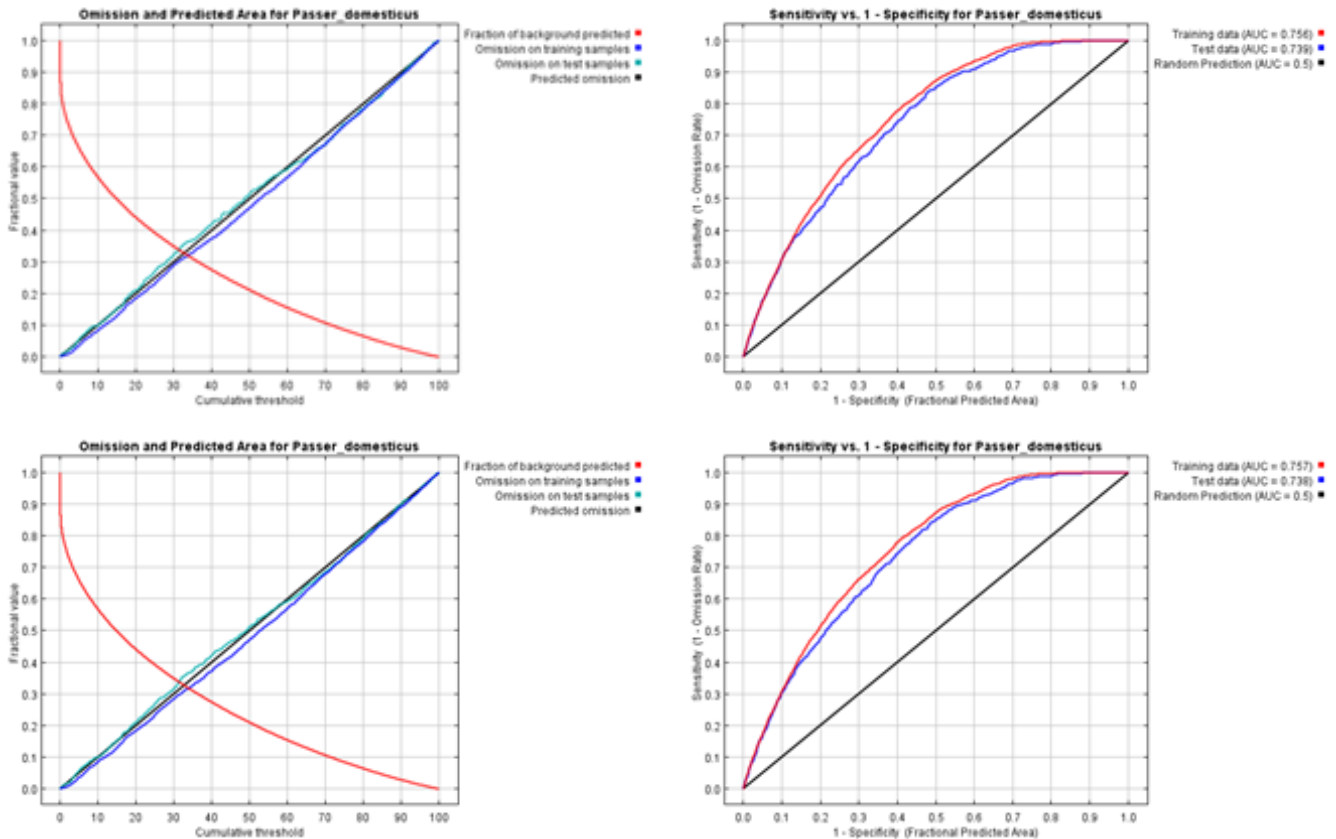 Omission and Predicted Area for Passer_domesticus
Fraction of background predicted
Omission on training samples
Omission on test samples
Predicted omission
1.0
0.9
0.8
0.7
0.6
0.5
0.4
0.3
0.2
0.1
0.0
Fractional value
0 10 20 30 40 50 60 70 80 90 100
Cumulative threshold
Sensitivity vs. 1 - Specificity for Passer_domesticus
Training data (AUC = 0.756)
Test data (AUC = 0.739)
Random Prediction (AUC = 0.5)
1.0
0.9
0.8
0.7
0.6
0.5
0.4
0.3
0.2
0.1
0.0
Sensitivity (1 - Omission Rate)
0.0 0.1 0.2 0.3 0.4 0.5 0.6 0.7 0.8 0.9 1.0
1 - Specificity (Fractional Predicted Area)
Omission and Predicted Area for Passer_domesticus
Fraction of background predicted
Omission on training samples
Omission on test samples
Predicted omission
1.0
0.9
0.8
0.7
0.6
0.5
0.4
0.3
0.2
0.1
0.0
Fractional value
0 10 20 30 40 50 60 70 80 90 100
Cumulative threshold
Sensitivity vs. 1 - Specificity for Passer_domesticus
Training data (AUC = 0.757)
Test data (AUC = 0.738)
Random Prediction (AUC = 0.5)
1.0
0.9
0.8
0.7
0.6
0.5
0.4
0.3
0.2
0.1
0.0
Sensitivity (1 - Omission Rate)
0.0 0.1 0.2 0.3 0.4 0.5 0.6 0.7 0.8 0.9 1.0
1 - Specificity (Fractional Predicted Area)